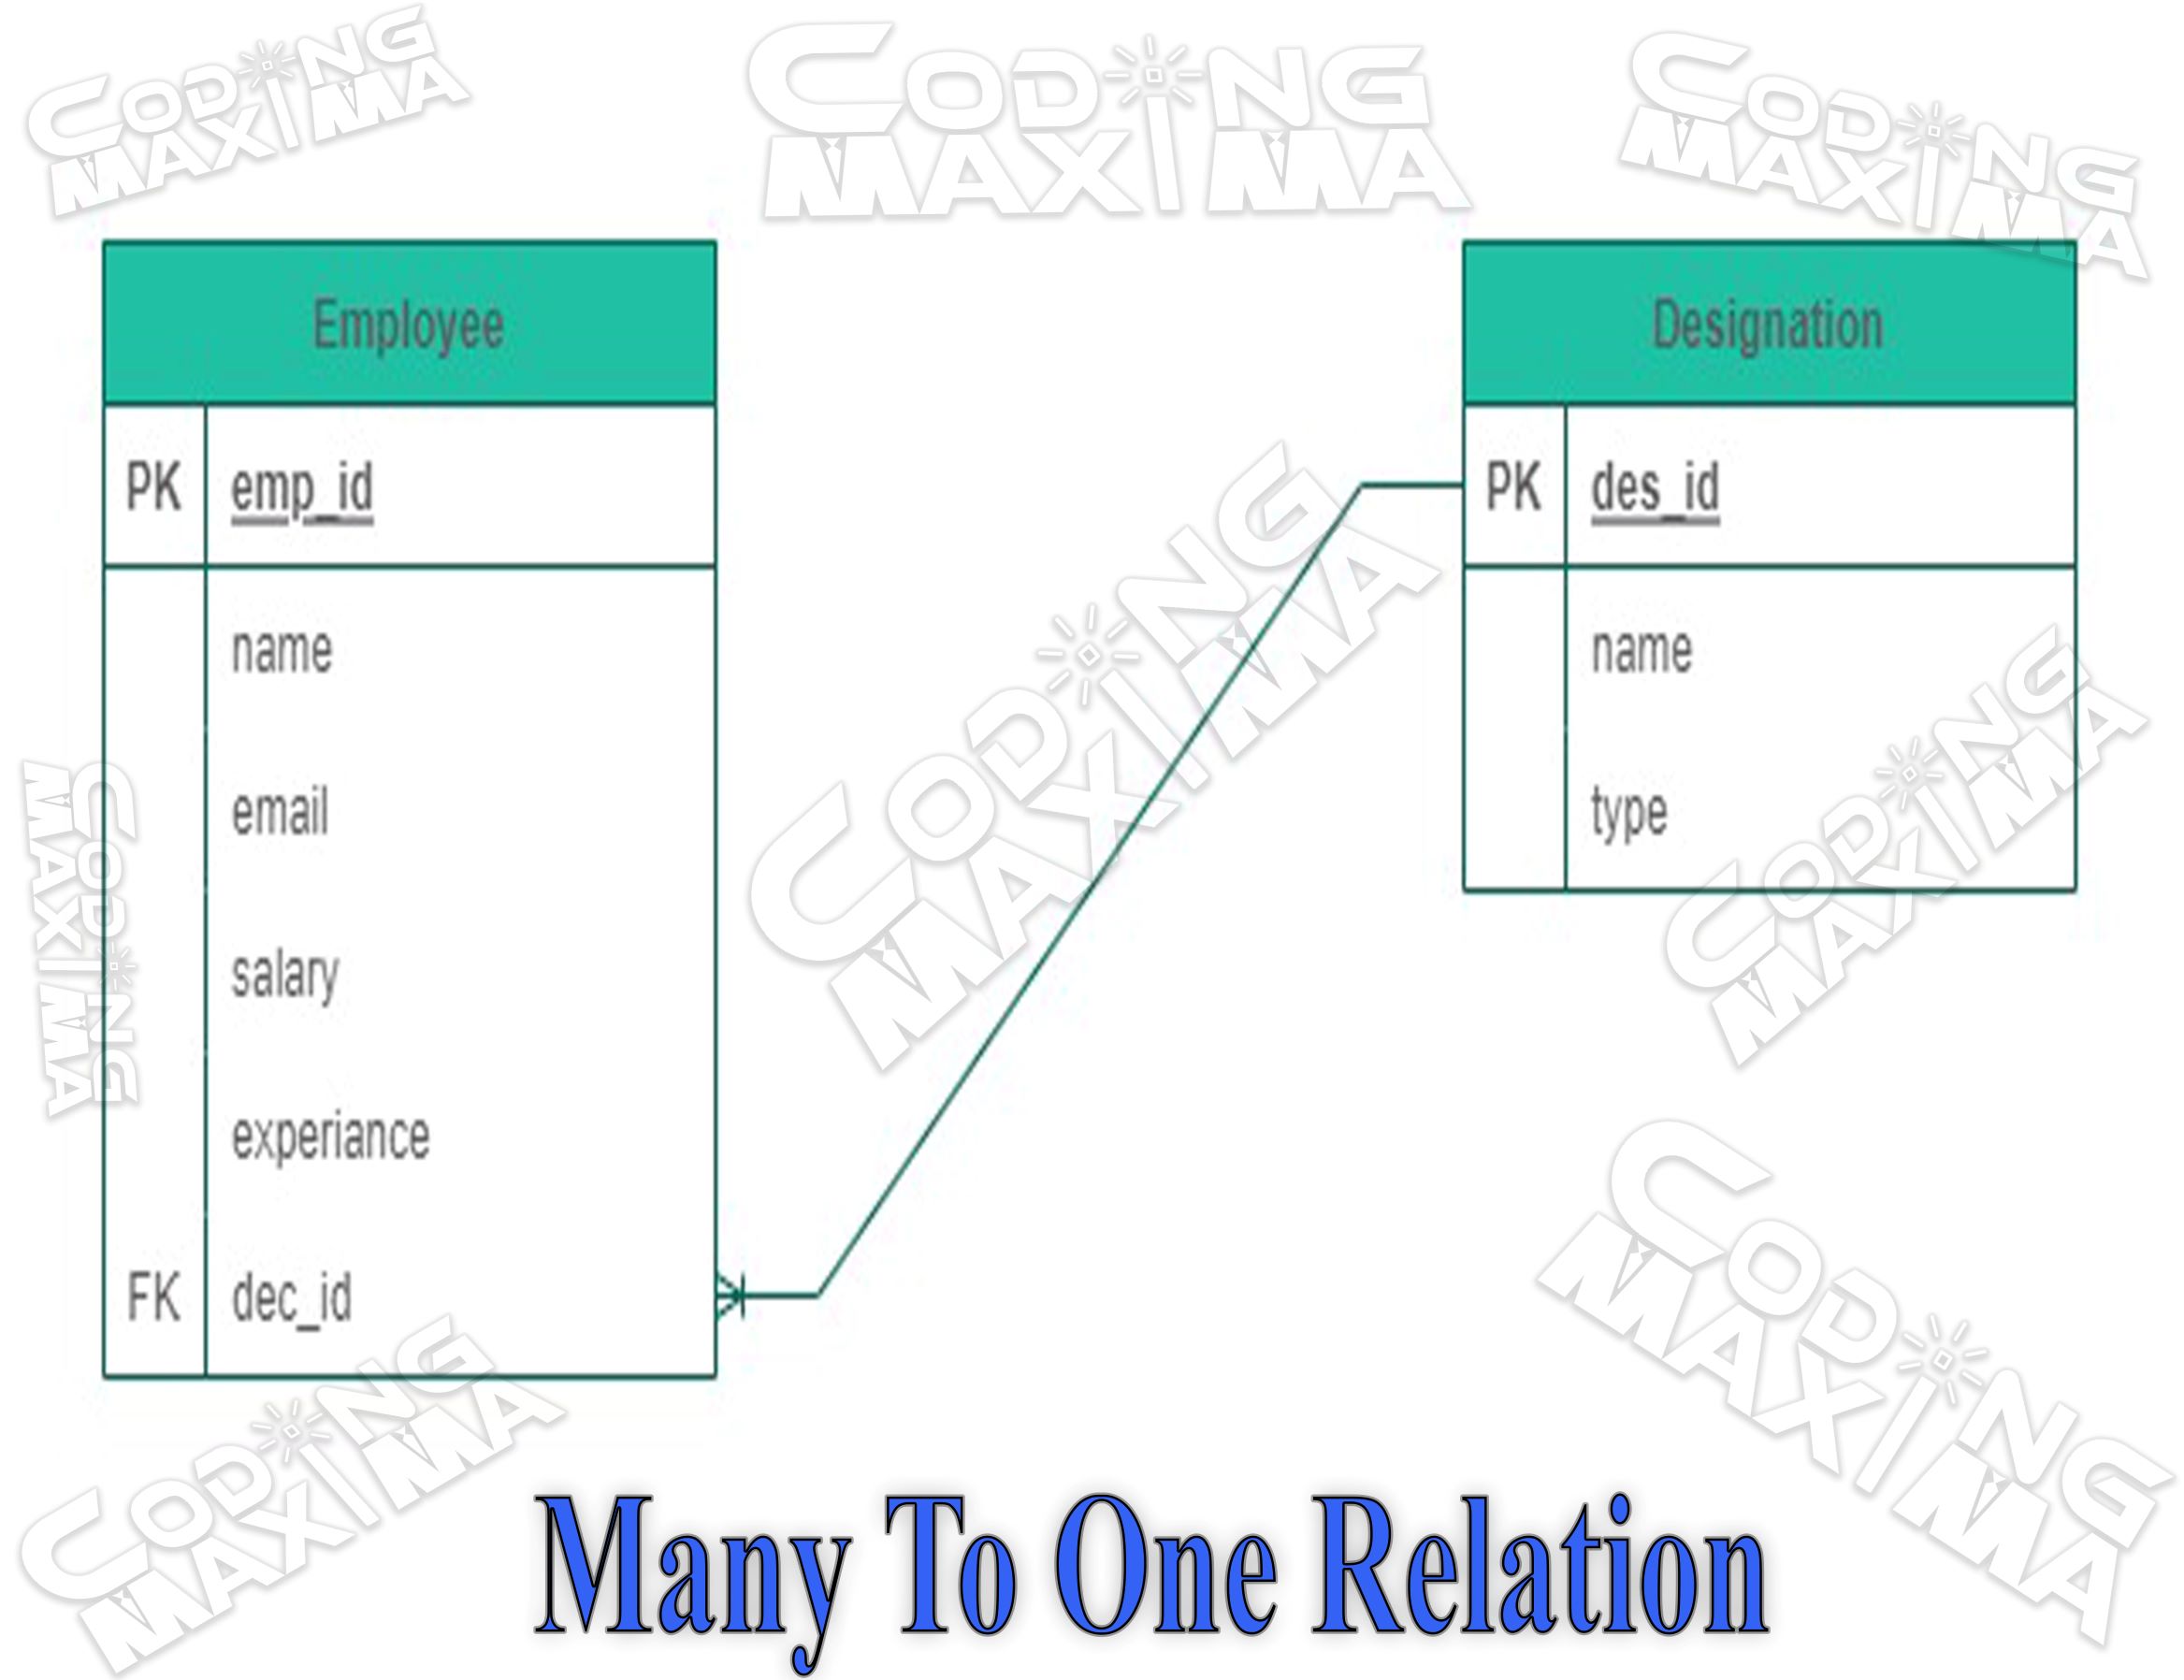 CODING MAXIMA
CODING MAXIMA
CODING MAXIMA
Employee
PK emp_id
name
email
salary
experiance
FK dec_id
Designation
PK des_id
name
type
CODING MAXIMA
CODING MAXIMA
CODING MAXIMA
CODING MAXIMA
CODING MAXIMA
Many To One Relation